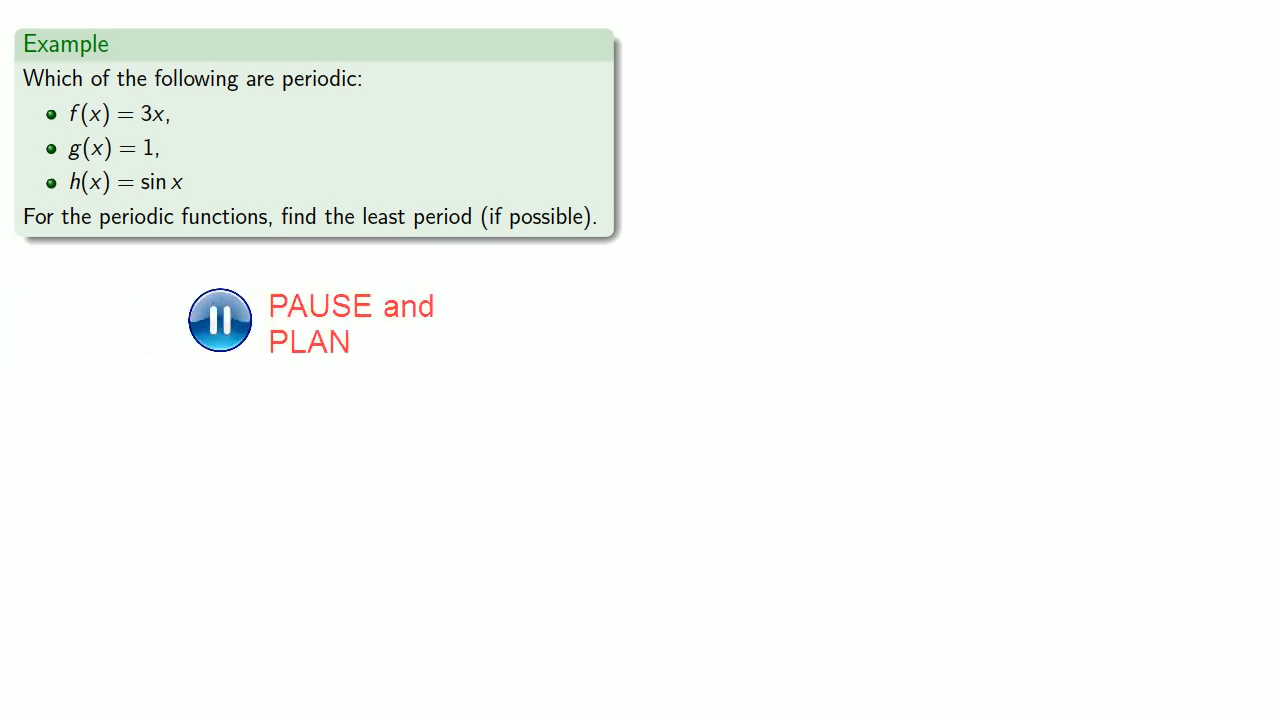 Example
Which of the following are periodic:
f(x) = 3x,
g(x) = 1,
h(x) = sin x
For the periodic functions, find the least period (if possible).
PAUSE and
PLAN